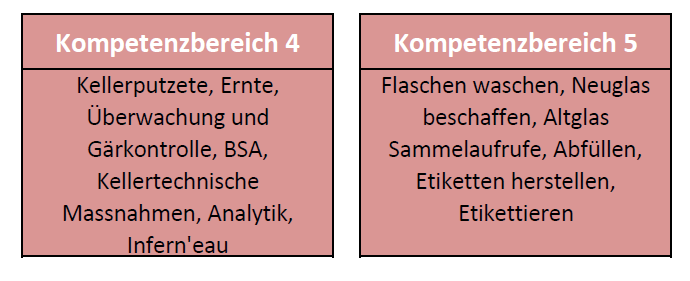 Kompetenzbereich 4
Kellerputzete, Ernte,
Überwachung und
Gärkontrolle, BSA,
Kellertechnische
Massnahmen, Analytik,
Infern'eau
Kompetenzbereich 5
Flaschen waschen, Neuglas
beschaffen, Altglas
Sammelaufrufe, Abfüllen,
Etiketten herstellen,
Etikettieren